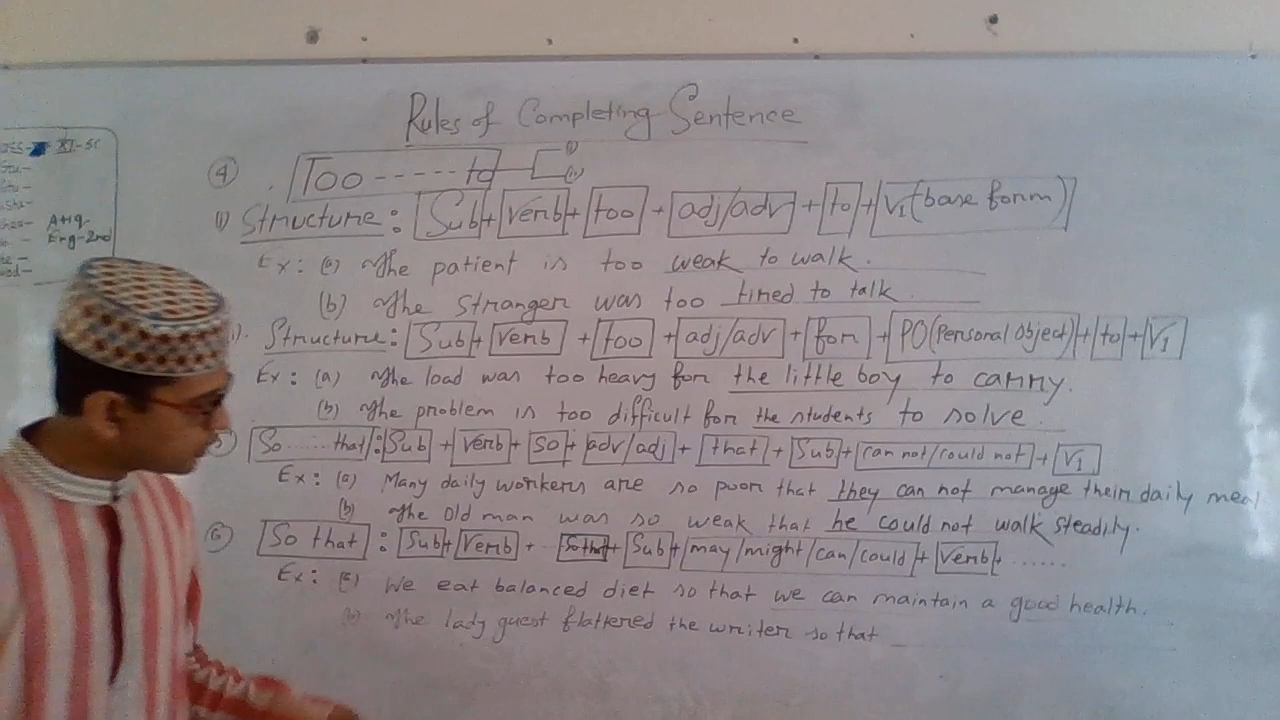 Rules of Completing Sentence
XI-SC
Atiq
Eng-2nd
④ Too ----- to (i) (ii)
(i) Structure: Sub + verb + too + adj/adv + to + V1 (base form)
Ex: (a) The patient is too weak to walk.
(b) The stranger was too tired to talk.
Structure: Sub + verb + too + adj/adv + for + PO (Personal Object) + to + V1
Ex: (a) The load was too heavy for the little boy to carry.
(b) The problem is too difficult for the students to solve.
So ...... that: Sub + verb + so + adv/adj + that + Sub + can not/could not + V1
Ex: (a) Many daily workers are so poor that they can not manage their daily meal
(b) The old man was so weak that he could not walk steadily.
⑥ So that: Sub + Verb + so that + Sub + may/might/can/could + Verb + ......
Ex: (a) We eat balanced diet so that we can maintain a good health.
(b) The lady guest flattered the writer so that